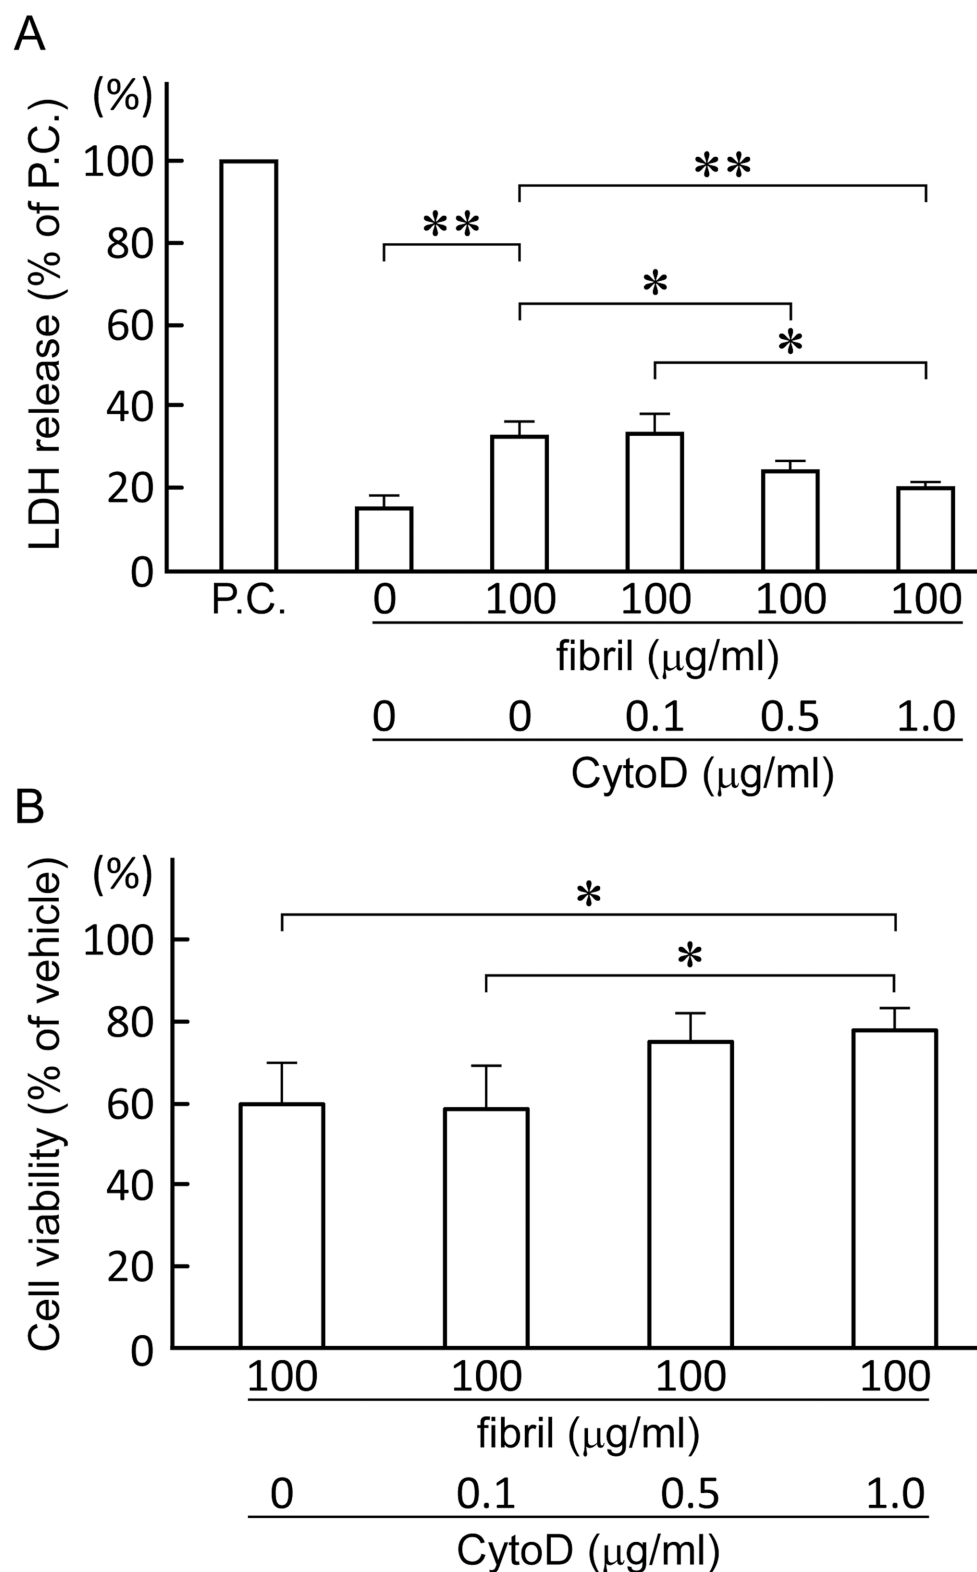 A
(%)
LDH release (% of P.C.)
100
80
60
40
20
0
**
**
*
*
P.C. 0 100 100 100 100
fibril (μg/ml)
0 0 0.1 0.5 1.0
CytoD (μg/ml)
B
(%)
Cell viability (% of vehicle)
100
80
60
40
20
0
*
*
100 100 100 100
fibril (μg/ml)
0 0.1 0.5 1.0
CytoD (μg/ml)